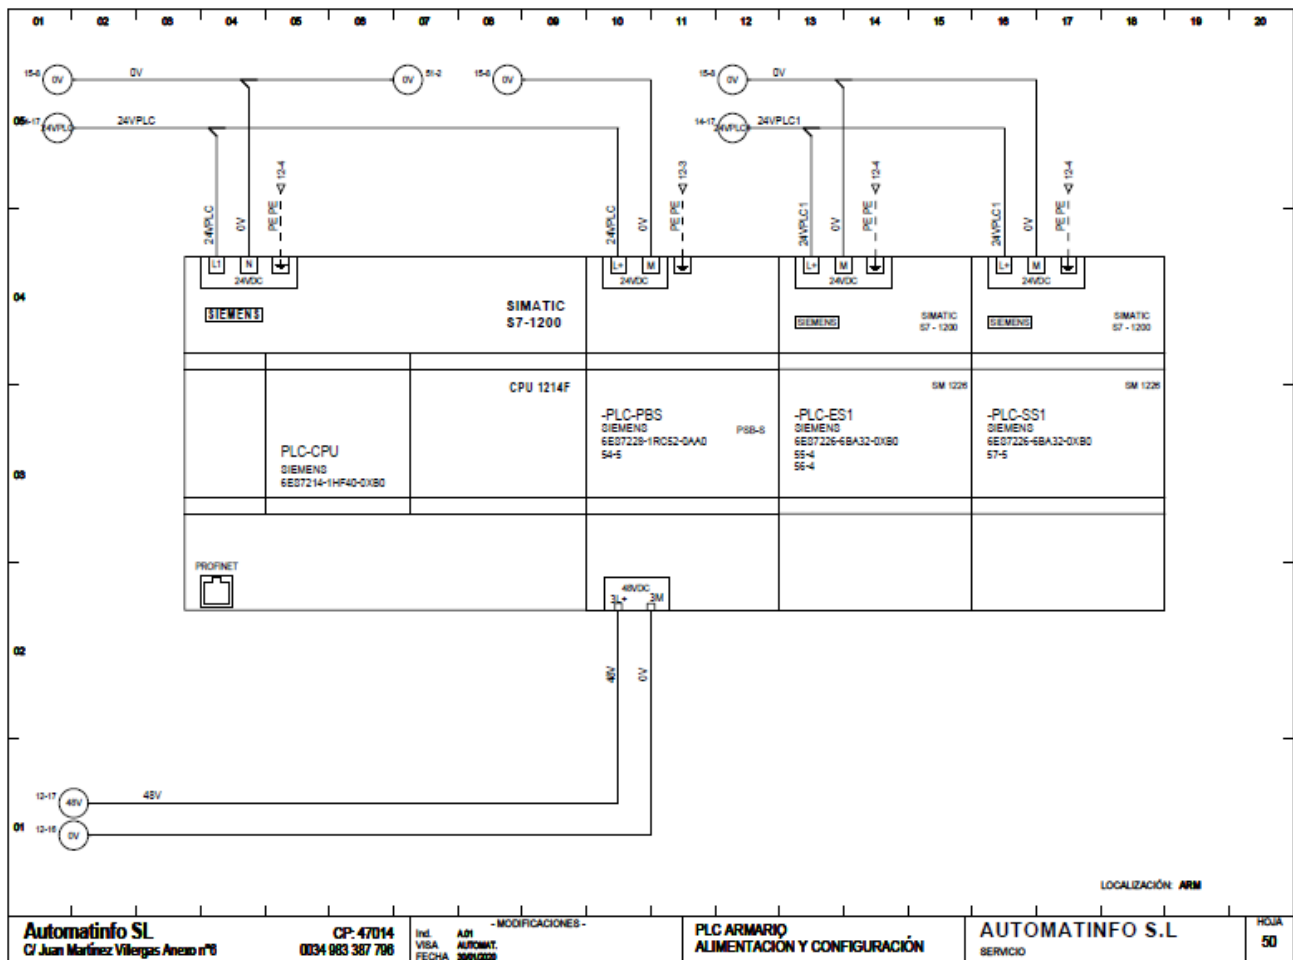 01 02 03 04 05 06 07 08 09 10 11 12 13 14 15 16 17 18 19 20
15-8 0V 0V 0V 51-2 15-8 0V 15-8 0V 0V
05 24VPLC 24VPLC 14-17 24VPLC1
24VPLC 0V PE PE 12-4 24VPLC 0V PE PE 12-3 24VPLC1 0V PE PE 12-4 24VPLC1 0V PE PE 12-4
L1 N L+ M L+ M L+ M
24VDC 24VDC 24VDC 24VDC
04
SIEMENS
SIMATIC
S7-1200
SIEMENS
SIMATIC
S7 - 1200
SIEMENS
SIMATIC
S7 - 1200
CPU 1214F
SM 1226
SM 1226
03
PLC-CPU
SIEMENS
6ES7214-1HF40-0XB0
-PLC-PBS
SIEMENS
6ES7228-1RC52-0AA0
54-5
PSB-S
-PLC-ES1
SIEMENS
6ES7226-6BA32-0XB0
55-4
56-4
-PLC-SS1
SIEMENS
6ES7226-6BA32-0XB0
57-5
PROFINET
48VDC
3L+ 3M
02
48V 0V
12-17 48V 48V
01 12-16 0V
LOCALIZACIÓN: ARM
Automatinfo SL
CP: 47014
C/ Juan Martínez Villergas Anexo nº6
0034 983 387 796
- MODIFICACIONES -
Ind. A01
VISA AUTOMAT.
FECHA 30/01/2020
PLC ARMARIO
ALIMENTACIÓN Y CONFIGURACIÓN
AUTOMATINFO S.L
SERVICIO
HOJA
50